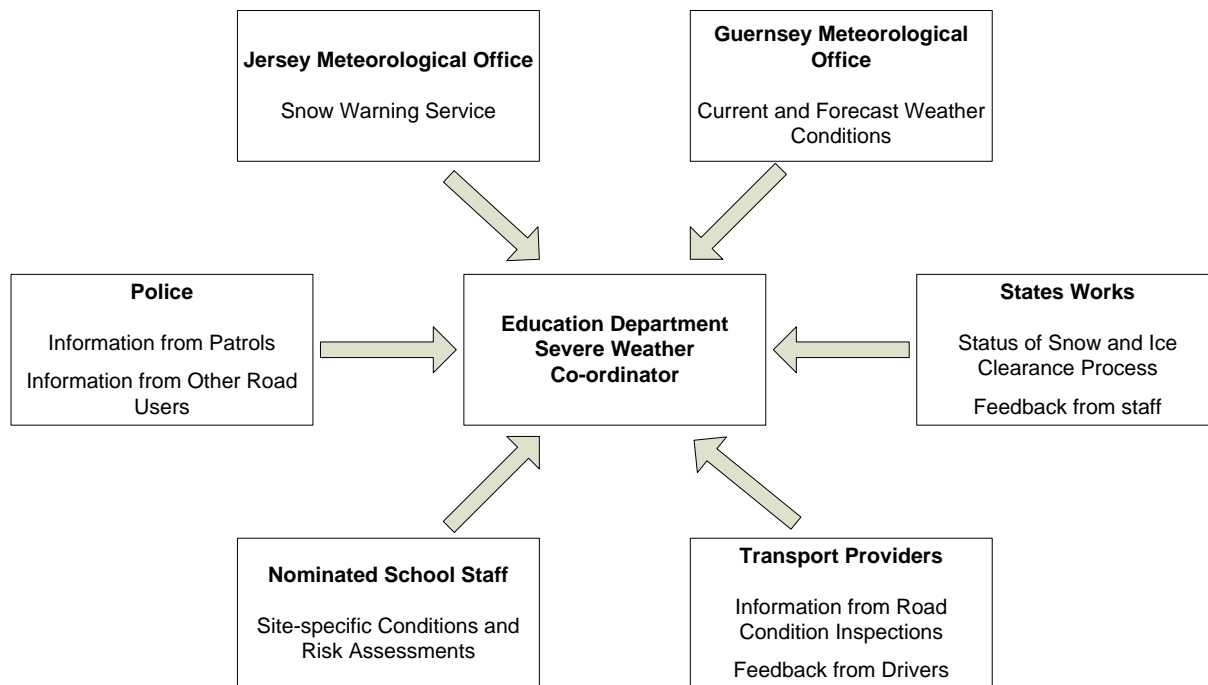 Jersey Meteorological Office
Snow Warning Service
Guernsey Meteorological
Office
Current and Forecast Weather
Conditions
Police
Information from Patrols
Information from Other Road
Users
Education Department
Severe Weather
Co-ordinator
States Works
Status of Snow and Ice
Clearance Process
Feedback from staff
Nominated School Staff
Site-specific Conditions and
Risk Assessments
Transport Providers
Information from Road
Condition Inspections
Feedback from Drivers